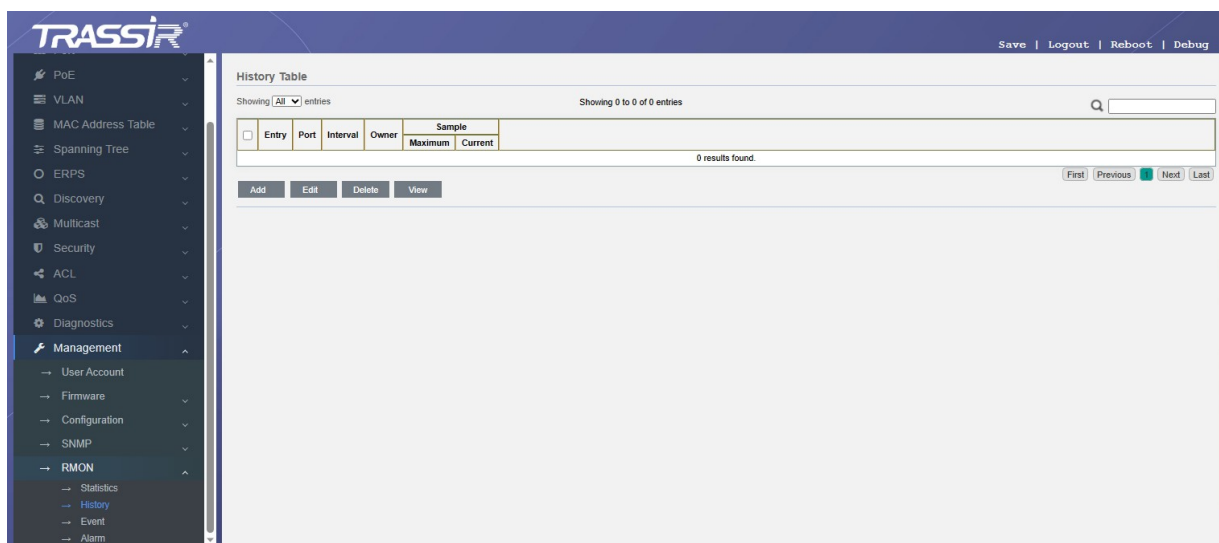 TRASSIR
Save | Logout | Reboot | Debug
PoE
VLAN
MAC Address Table
Spanning Tree
ERPS
Discovery
Multicast
Security
ACL
QoS
Diagnostics
Management
→ User Account
→ Firmware
→ Configuration
→ SNMP
→ RMON
→ Statistics
→ History
→ Event
→ Alarm
History Table
Showing All entries
Showing 0 to 0 of 0 entries
Entry Port Interval Owner Sample
Maximum Current
0 results found.
First Previous 1 Next Last
Add Edit Delete View